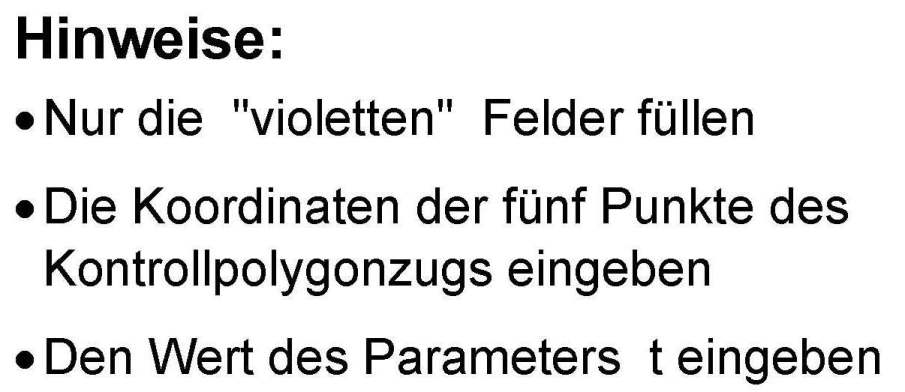 Hinweise:
• Nur die "violetten" Felder füllen
• Die Koordinaten der fünf Punkte des
Kontrollpolygonzugs eingeben
• Den Wert des Parameters t eingeben